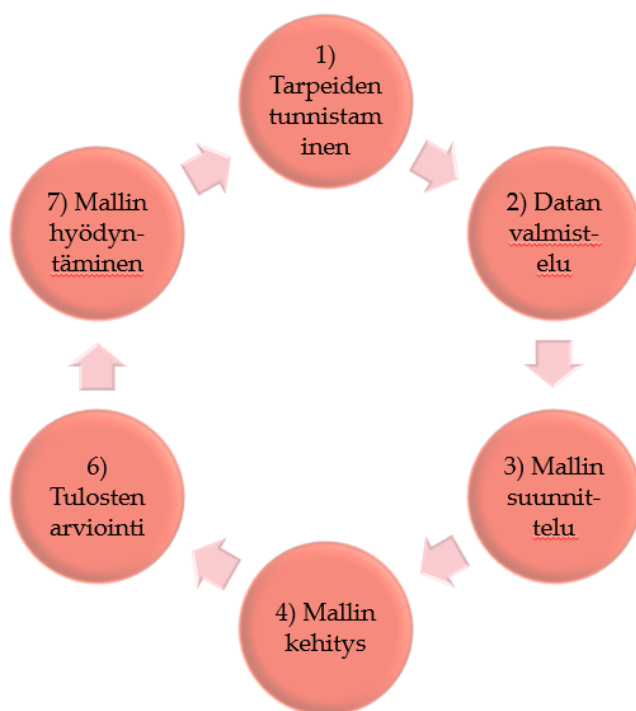 1)
Tarpeiden
tunnistam
inen
2) Datan
valmist-
elu
3) Mallin
suunnit-
telu
4) Mallin
kehitys
6)
Tulosten
arviointi
7) Mallin
hyödyn-
täminen